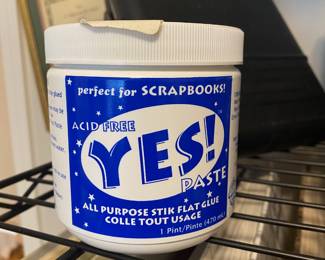 perfect for SCRAPBOOKS!
ACID FREE
YES!
™
PASTE
ALL PURPOSE STIK FLAT GLUE
COLLE TOUT USAGE
1 Pint/Pinte (470 mL)